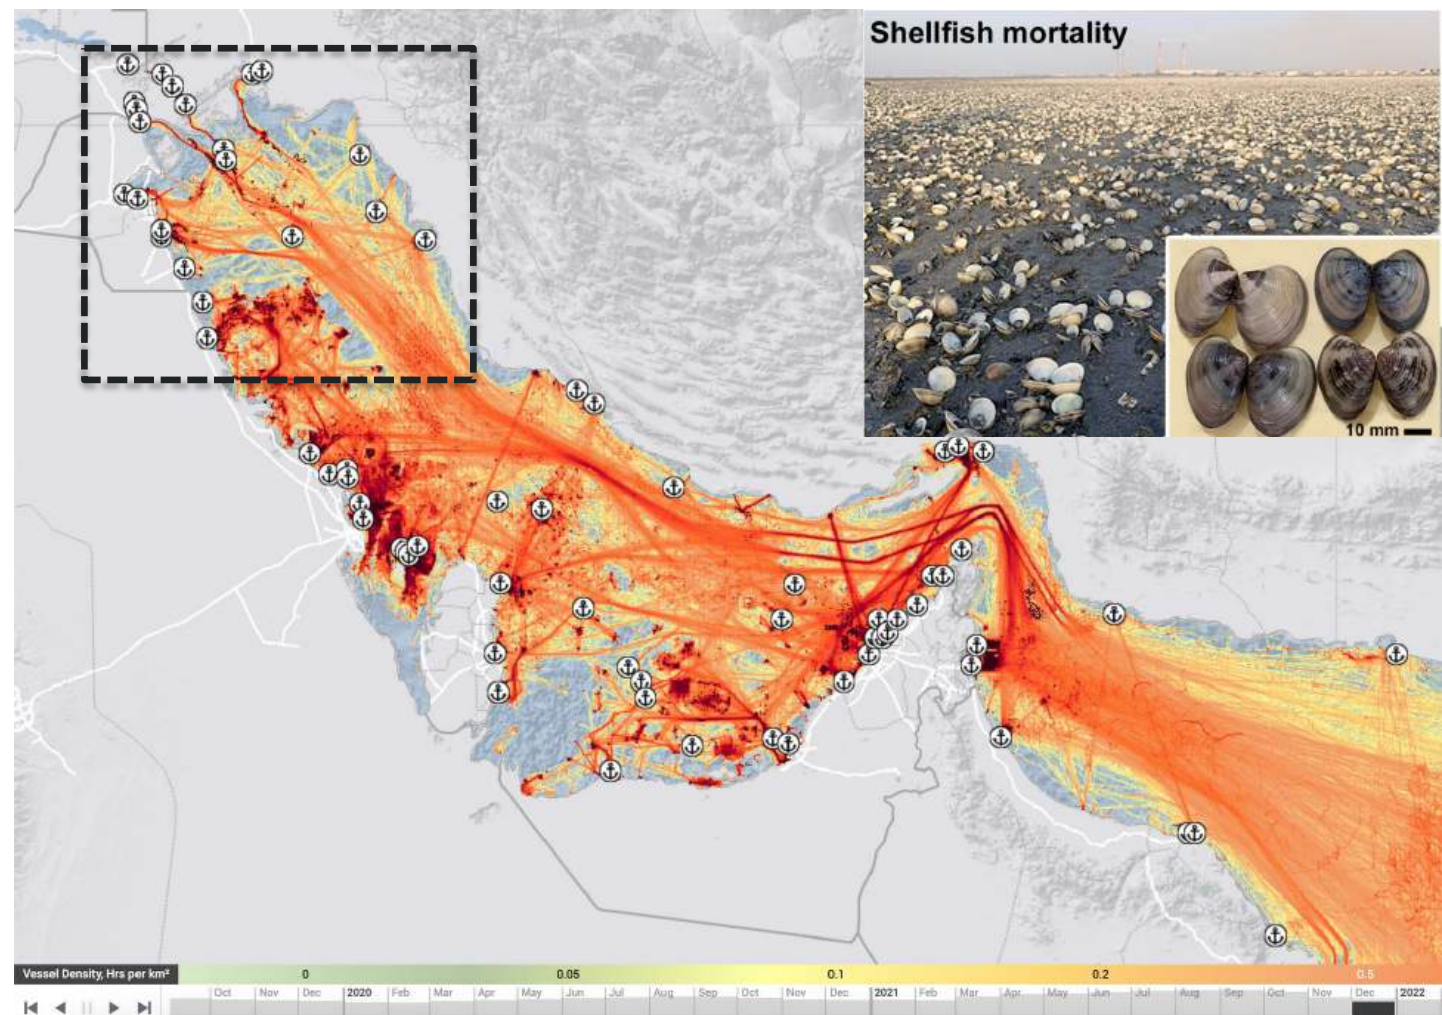 Shellfish mortality
10 mm
Vessel Density, Hrs per km²
0 0.05 0.1 0.2 0.5
Oct Nov Dec 2020 Feb Mar Apr May Jun Jul Aug Sep Oct Nov Dec 2021 Feb Mar Apr May Jun Jul Aug Sep Oct Nov Dec 2022